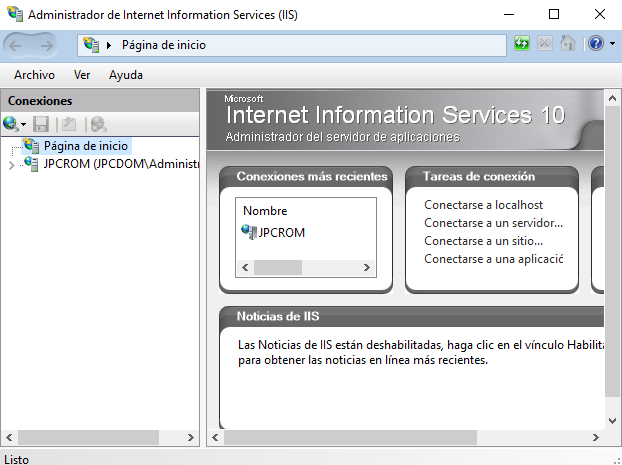 Administrador de Internet Information Services (IIS)
Página de inicio
Archivo Ver Ayuda
Conexiones
Página de inicio
JPCROM (JPCDOM\Administr
Microsoft
Internet Information Services 10
Administrador del servidor de aplicaciones
Conexiones más recientes
Nombre
JPCROM
Tareas de conexión
Conectarse a localhost
Conectarse a un servidor...
Conectarse a un sitio...
Conectarse a una aplicació
Noticias de IIS
Las Noticias de IIS están deshabilitadas, haga clic en el vínculo Habilita
para obtener las noticias en línea más recientes.
Listo